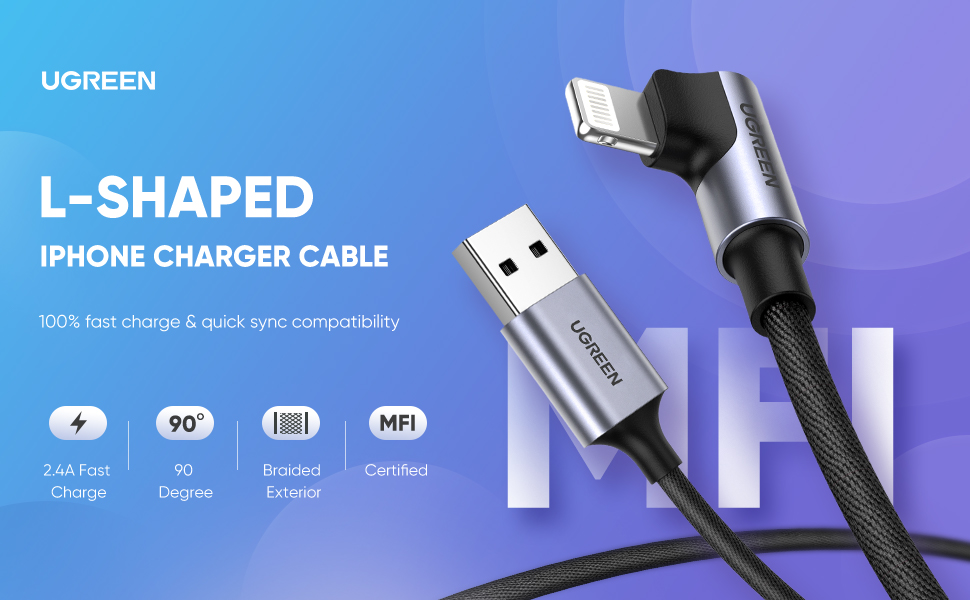 UGREEN
L-SHAPED
IPHONE CHARGER CABLE
100% fast charge & quick sync compatibility
90°
MFI
2.4A Fast
Charge
90
Degree
Braided
Exterior
Certified
UGREEN
UGREEN
MFI